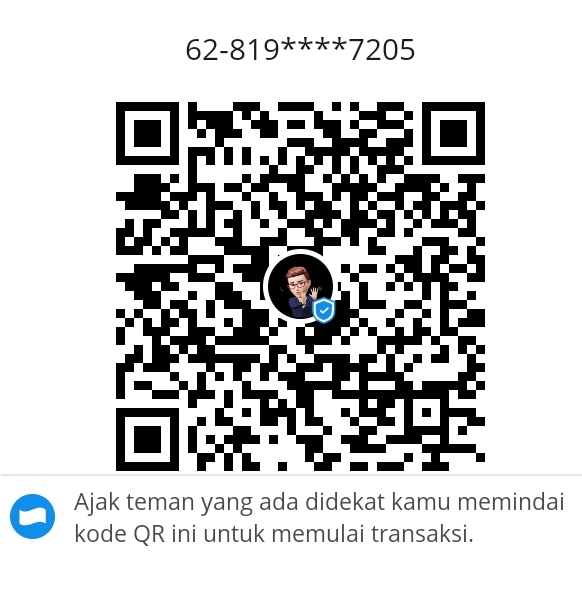 62-819****7205
Ajak teman yang ada didekat kamu memindai
kode QR ini untuk memulai transaksi.